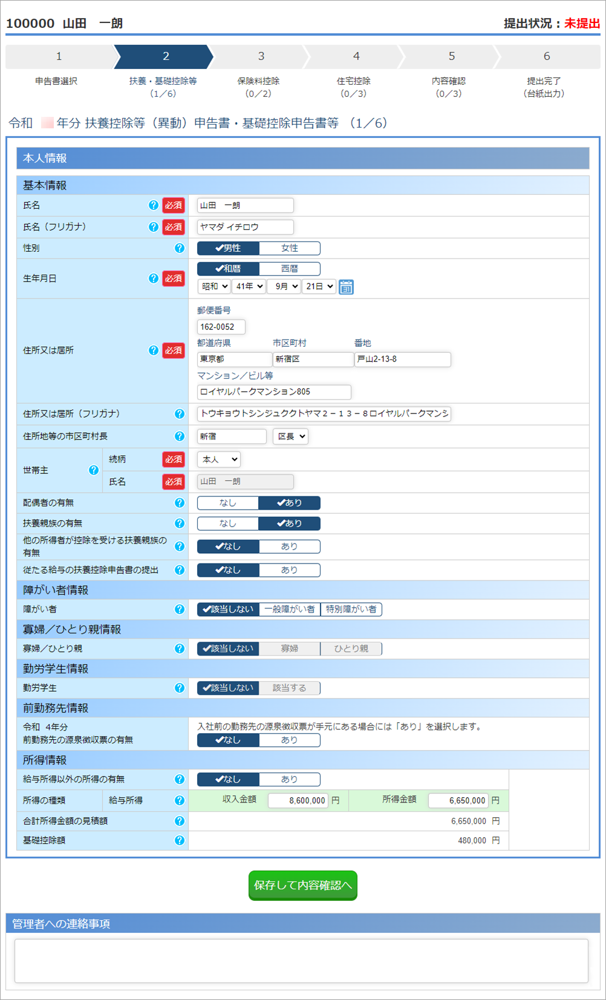 100000 山田　一朗
提出状況：未提出
1 2 3 4 5 6
申告書選択 扶養・基礎控除等 保険料控除 住宅控除 内容確認 提出完了
（1／6） （0／2） （0／3） （0／3） （台紙出力）
令和 年分 扶養控除等（異動）申告書・基礎控除申告書等 （1／6）
本人情報
基本情報
氏名 ? 必須 山田　一朗
氏名（フリガナ） ? 必須 ヤマダ イチロウ
性別 ? ✔男性 女性
生年月日 ? 必須 ✔和暦 西暦
昭和 41年 9月 21日 31
住所又は居所 ? 必須 郵便番号
162-0052
都道府県 市区町村 番地
東京都 新宿区 戸山2-13-8
マンション／ビル等
ロイヤルパークマンション805
住所又は居所（フリガナ） ? トウキョウトシンジュククトヤマ２－１３－８ロイヤルパークマンシ
住所地等の市区町村長 ? 新宿 区長
世帯主 ? 続柄 必須 本人
氏名 必須 山田　一朗
配偶者の有無 ? なし ✔あり
扶養親族の有無 ? なし ✔あり
他の所得者が控除を受ける扶養親族の
有無 ? ✔なし あり
従たる給与の扶養控除申告書の提出 ? ✔なし あり
障がい者情報
障がい者 ? ✔該当しない 一般障がい者 特別障がい者
寡婦／ひとり親情報
寡婦／ひとり親 ? ✔該当しない 寡婦 ひとり親
勤労学生情報
勤労学生 ? ✔該当しない 該当する
前勤務先情報
令和 4年分 入社前の勤務先の源泉徴収票が手元にある場合には「あり」を選択します。
前勤務先の源泉徴収票の有無 ✔なし あり
所得情報
給与所得以外の所得の有無 ? ✔なし あり
所得の種類 給与所得 ? 収入金額 8,600,000 円 所得金額 6,650,000 円
合計所得金額の見積額 ? 6,650,000 円
基礎控除額 ? 480,000 円
保存して内容確認へ
管理者への連絡事項